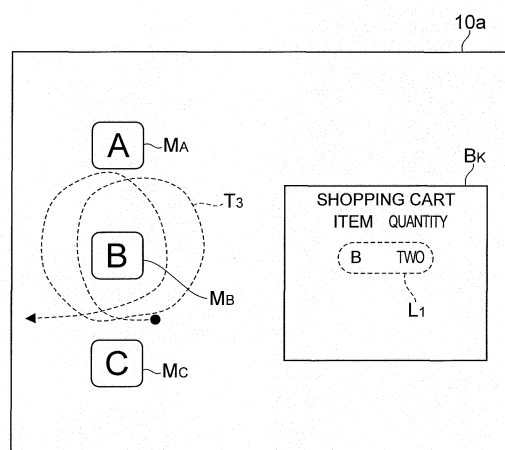 10a
A MA
BK
SHOPPING CART
ITEM QUANTITY
T3
B MB
B TWO
L1
C MC